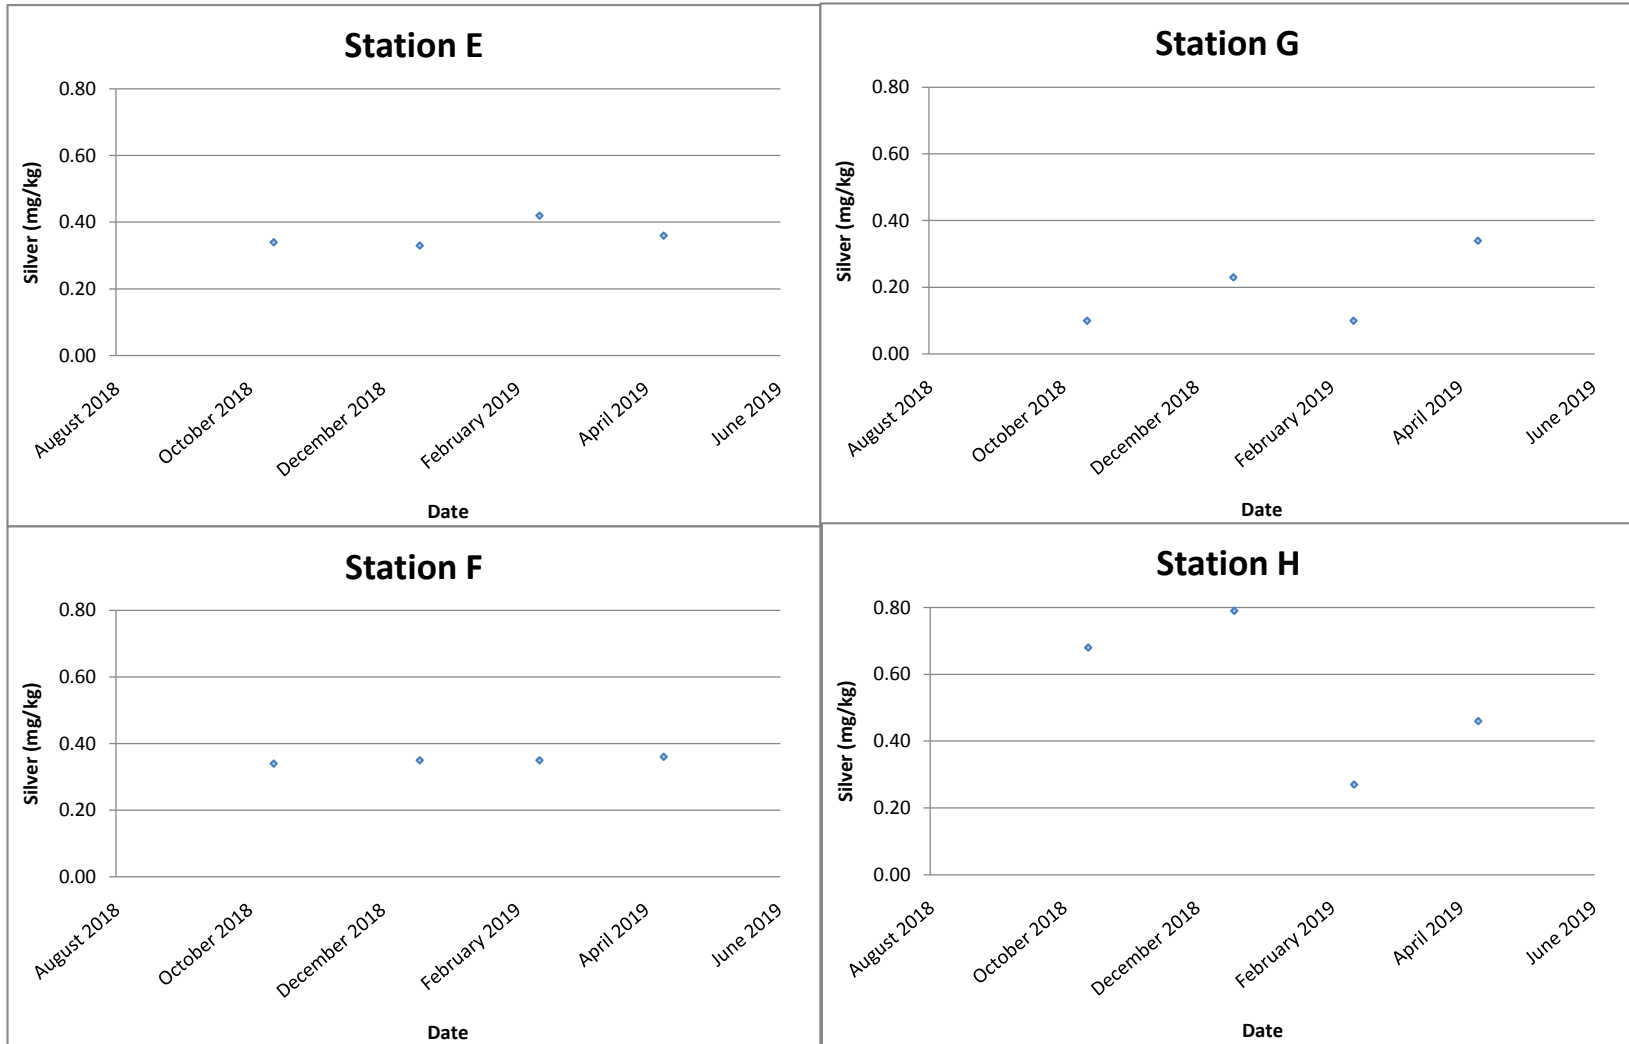 Station E
0.80
0.60
0.40
0.20
0.00
Silver (mg/kg)
August 2018
October 2018
December 2018
February 2019
April 2019
June 2019
Date
Station G
0.80
0.60
0.40
0.20
0.00
Silver (mg/kg)
August 2018
October 2018
December 2018
February 2019
April 2019
June 2019
Date
Station F
0.80
0.60
0.40
0.20
0.00
Silver (mg/kg)
August 2018
October 2018
December 2018
February 2019
April 2019
June 2019
Date
Station H
0.80
0.60
0.40
0.20
0.00
Silver (mg/kg)
August 2018
October 2018
December 2018
February 2019
April 2019
June 2019
Date